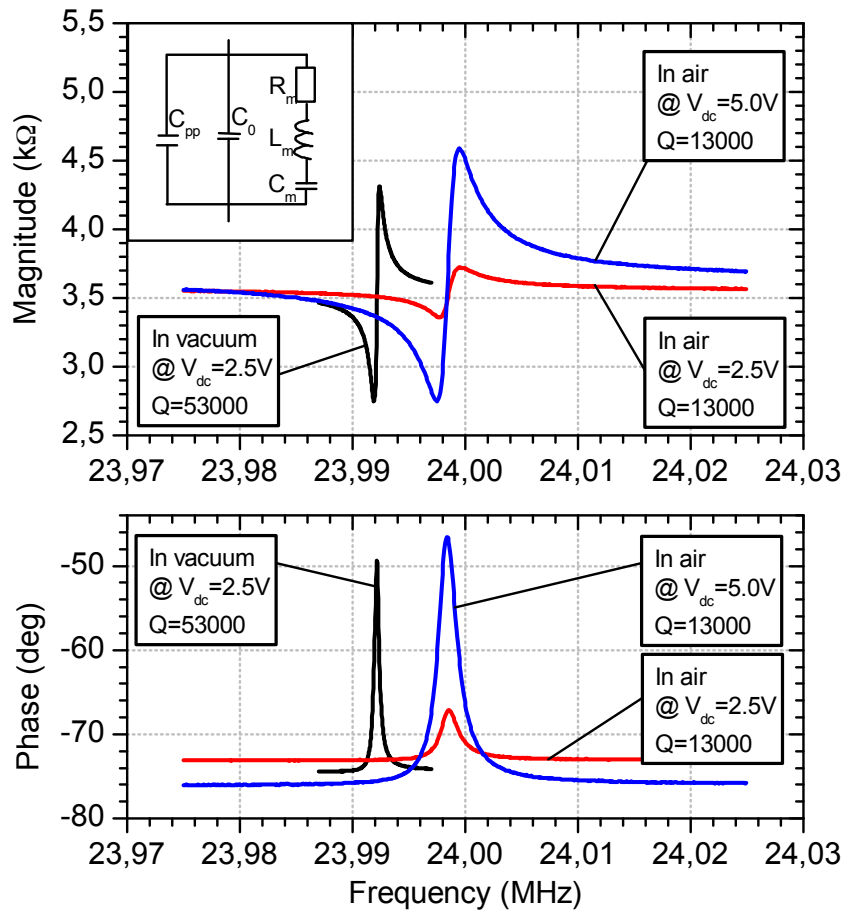 Magnitude (kΩ)
5,5
5,0
4,5
4,0
3,5
3,0
2,5
C_pp
C_0
R_m
L_m
C_m
In air
@ V_dc=5.0V
Q=13000
In vacuum
@ V_dc=2.5V
Q=53000
In air
@ V_dc=2.5V
Q=13000
23,97 23,98 23,99 24,00 24,01 24,02 24,03
Phase (deg)
-50
-60
-70
-80
In vacuum
@ V_dc=2.5V
Q=53000
In air
@ V_dc=5.0V
Q=13000
In air
@ V_dc=2.5V
Q=13000
23,97 23,98 23,99 24,00 24,01 24,02 24,03
Frequency (MHz)